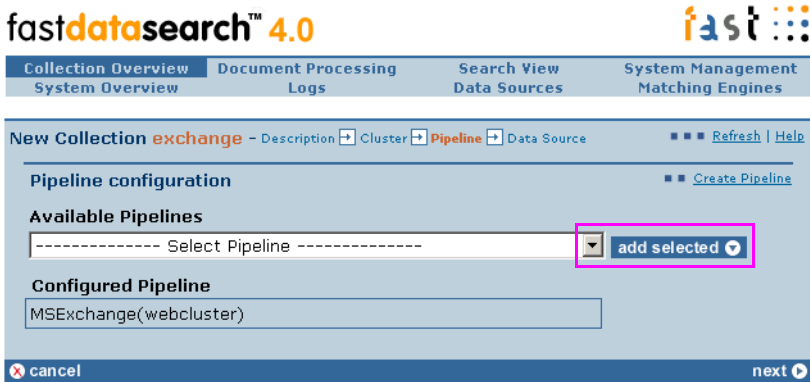 fastdatasearch™ 4.0
fast
Collection Overview Document Processing Search View System Management
System Overview Logs Data Sources Matching Engines
New Collection exchange - Description Cluster Pipeline Data Source Refresh | Help
Pipeline configuration Create Pipeline
Available Pipelines
-------------- Select Pipeline -------------- add selected
Configured Pipeline
MSExchange(webcluster)
cancel next